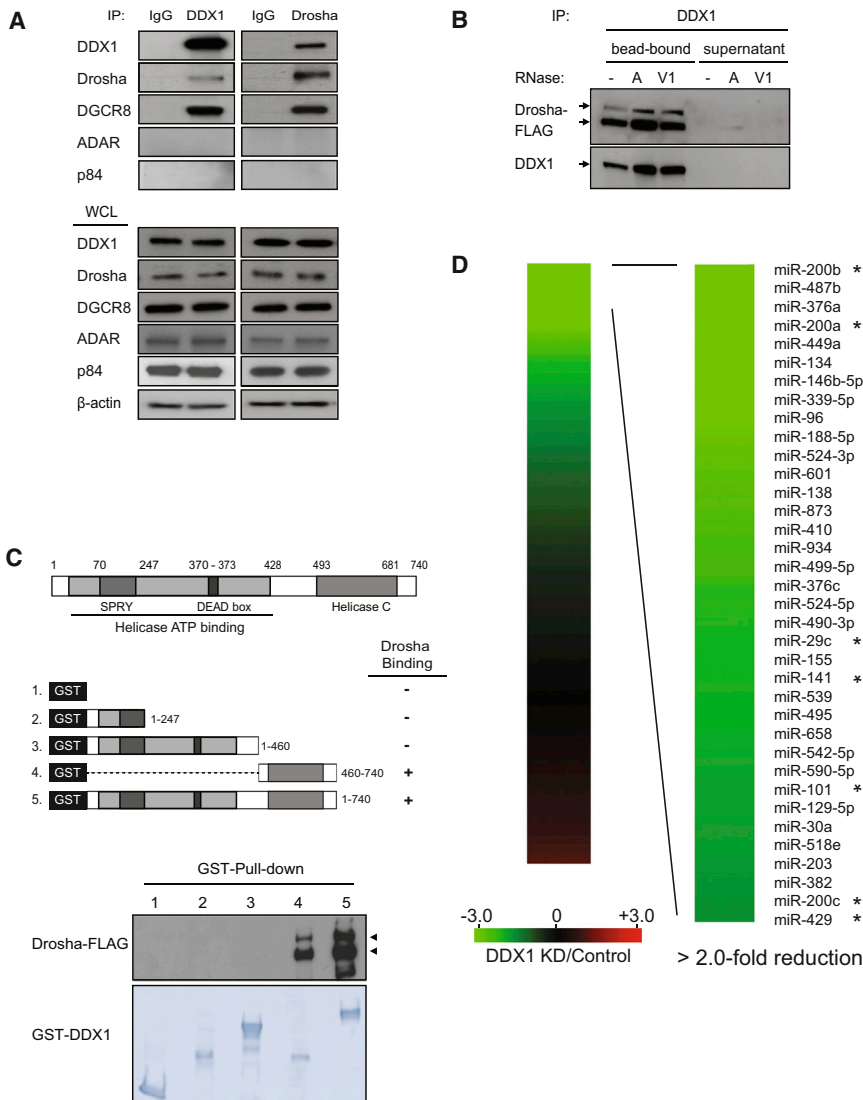 A
IP: IgG DDX1 IgG Drosha
DDX1
Drosha
DGCR8
ADAR
p84
WCL
DDX1
Drosha
DGCR8
ADAR
p84
β-actin
B
IP: DDX1
bead-bound supernatant
RNase: - A V1 - A V1
Drosha-
FLAG
DDX1
C
1 70 247 370 - 373 428 493 681 740
SPRY DEAD box Helicase C
Helicase ATP binding
Drosha
Binding
1. GST -
2. GST 1-247 -
3. GST 1-460 -
4. GST 460-740 +
5. GST 1-740 +
GST-Pull-down
1 2 3 4 5
Drosha-FLAG
GST-DDX1
D
miR-200b *
miR-487b
miR-376a
miR-200a *
miR-449a
miR-134
miR-146b-5p
miR-339-5p
miR-96
miR-188-5p
miR-524-3p
miR-601
miR-138
miR-873
miR-410
miR-934
miR-499-5p
miR-376c
miR-524-5p
miR-490-3p
miR-29c *
miR-155
miR-141 *
miR-539
miR-495
miR-658
miR-542-5p
miR-590-5p
miR-101 *
miR-129-5p
miR-30a
miR-518e
miR-203
miR-382
miR-200c *
miR-429 *
-3.0 0 +3.0
DDX1 KD/Control
> 2.0-fold reduction